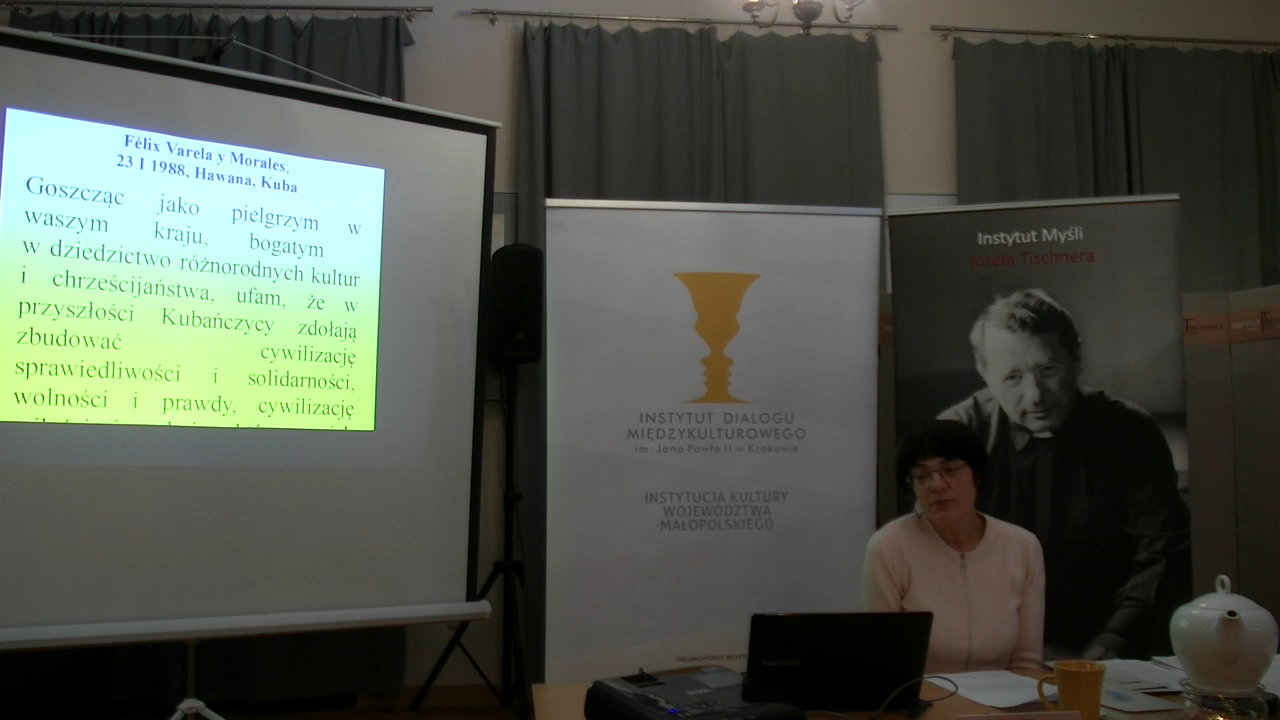 Félix Varela y Morales;
23 I 1988, Hawana, Kuba
Goszcząc jako pielgrzym w
waszym kraju, bogatym
w dziedzictwo różnorodnych kultur
i chrześcijaństwa, ufam, że w
przyszłości Kubańczycy zdołają
zbudować cywilizację
sprawiedliwości i solidarności,
wolności i prawdy, cywilizację
INSTYTUT DIALOGU
MIĘDZYKULTUROWEGO
im. Jana Pawła II w Krakowie
INSTYTUCJA KULTURY
WOJEWÓDZTWA
MAŁOPOLSKIEGO
Instytut Myśli
Józefa Tischnera